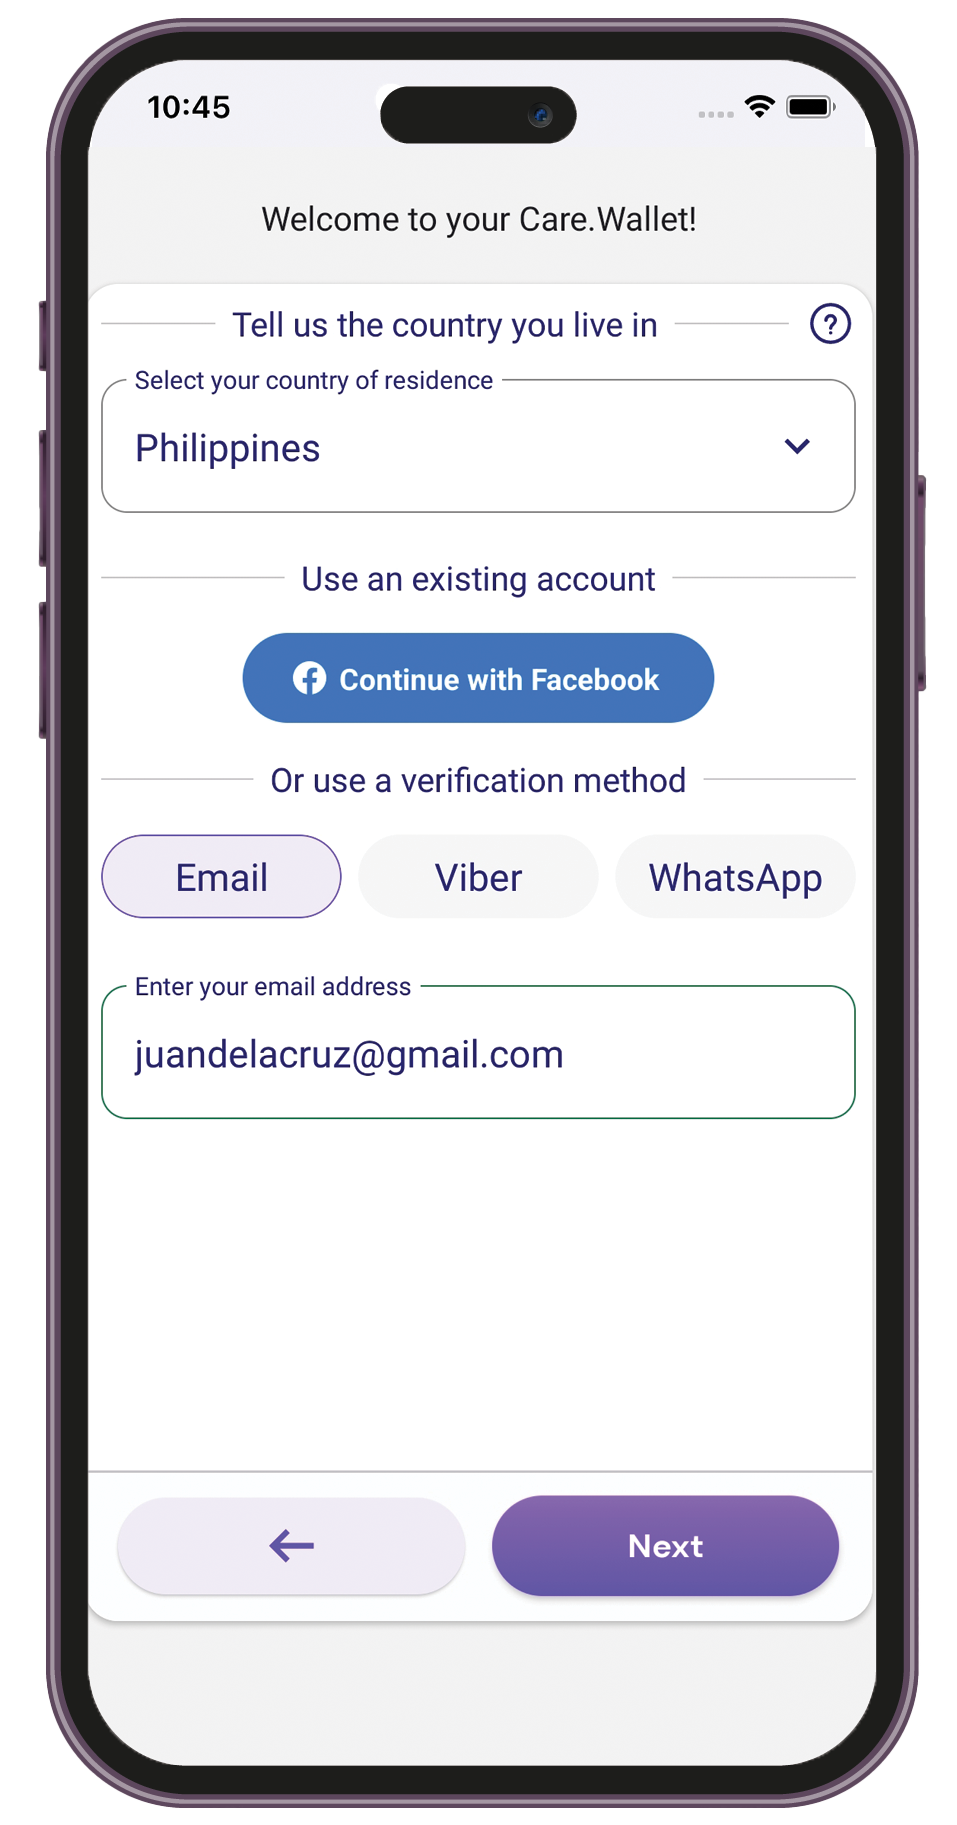 10:45
Welcome to your Care.Wallet!
Tell us the country you live in ?
Select your country of residence
Philippines
Use an existing account
Continue with Facebook
Or use a verification method
Email Viber WhatsApp
Enter your email address
juandelacruz@gmail.com
Next